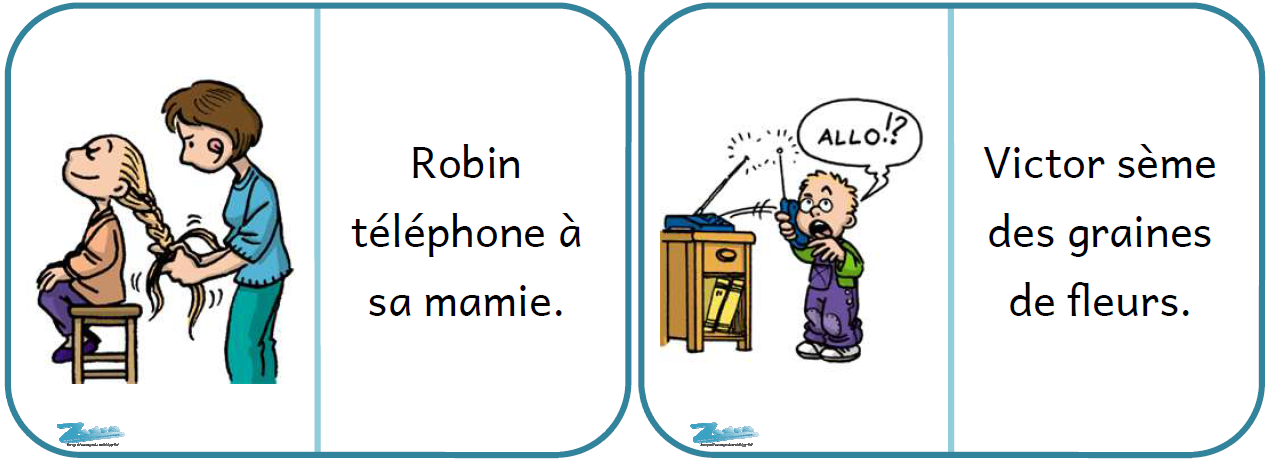 Robin
téléphone à
sa mamie.
ALLO!?
Victor sème
des graines
de fleurs.